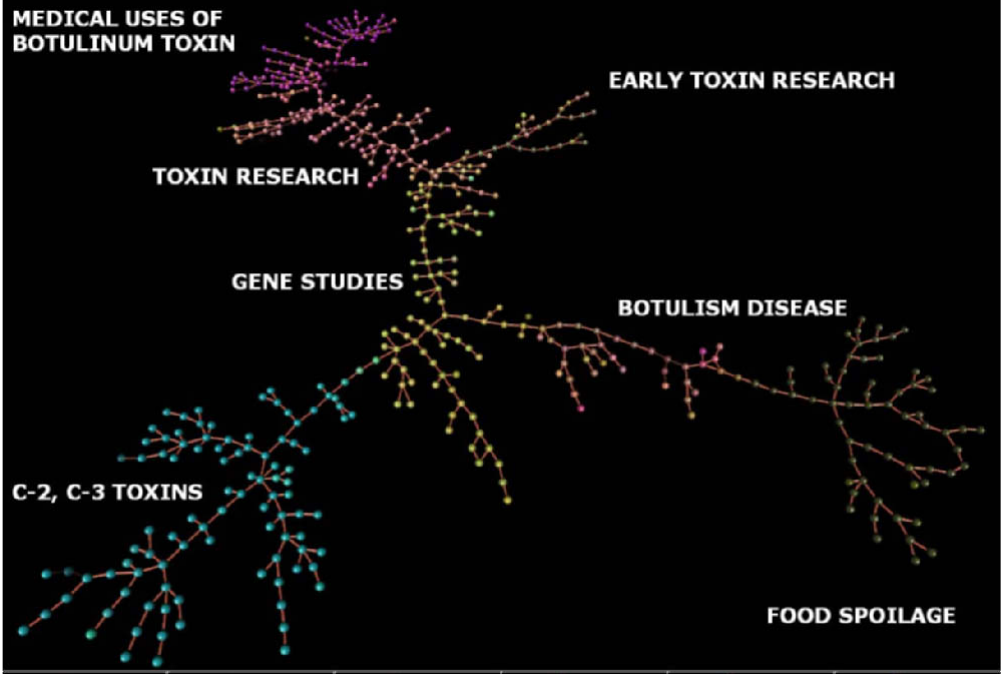 MEDICAL USES OF
BOTULINUM TOXIN
EARLY TOXIN RESEARCH
TOXIN RESEARCH
GENE STUDIES
BOTULISM DISEASE
C-2, C-3 TOXINS
FOOD SPOILAGE